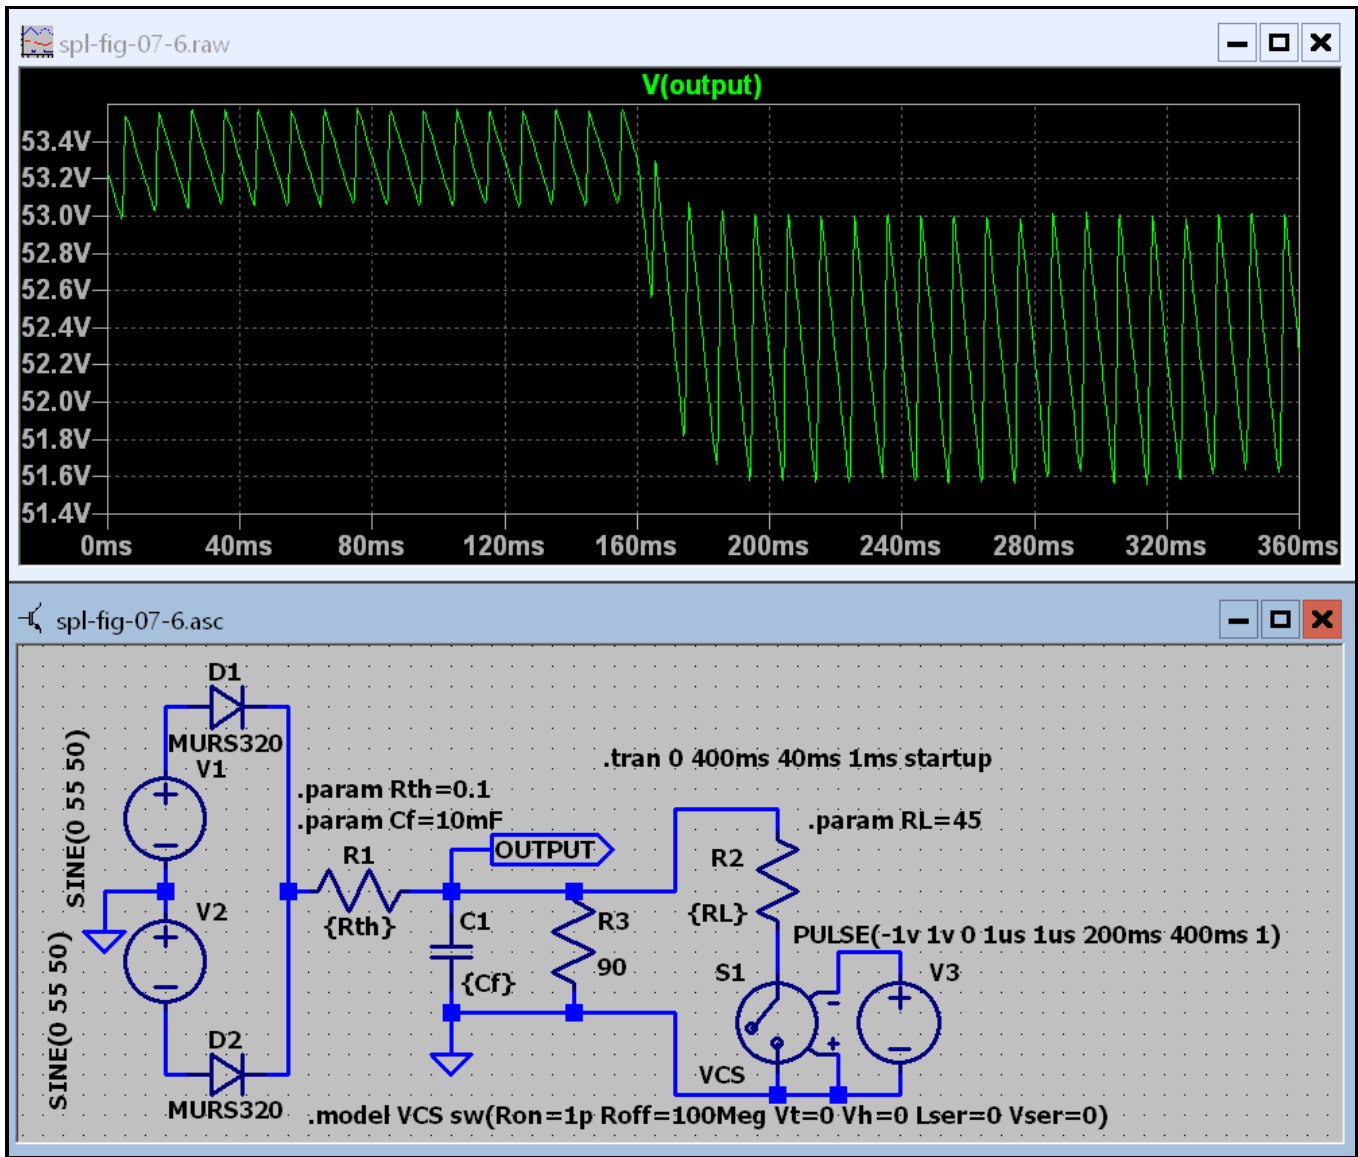 spl-fig-07-6.raw
V(output)
53.4V
53.2V
53.0V
52.8V
52.6V
52.4V
52.2V
52.0V
51.8V
51.6V
51.4V
0ms 40ms 80ms 120ms 160ms 200ms 240ms 280ms 320ms 360ms
spl-fig-07-6.asc
D1
MURS320
SINE(0 55 50)
V1
.tran 0 400ms 40ms 1ms startup
.param Rth=0.1
.param Cf=10mF
.param RL=45
OUTPUT
R1
{Rth}
R2
{RL}
V2
SINE(0 55 50)
C1
{Cf}
R3
90
PULSE(-1v 1v 0 1us 1us 200ms 400ms 1)
S1
V3
VCS
D2
MURS320
.model VCS sw(Ron=1p Roff=100Meg Vt=0 Vh=0 Lser=0 Vser=0)